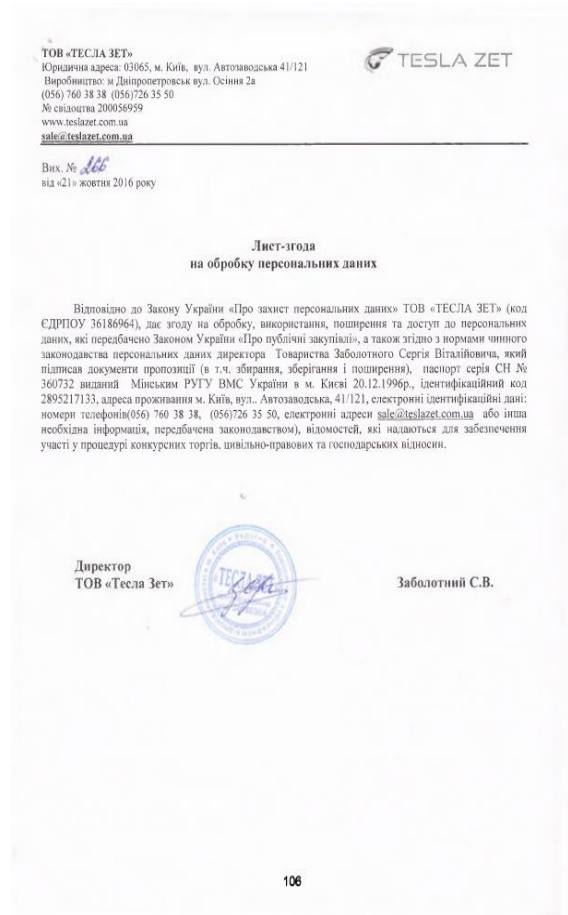 ТОВ «ТЕСЛА ЗЕТ»
TESLA ZET
Юридична адреса: 03065, м. Київ, вул. Автозаводська 41/121
Виробництво: м Дніпропетровськ вул. Осіння 2а
(056) 760 38 38 (056)726 35 50
№ свідоцтва 200056959
www.teslazet.com.ua
sale@teslazet.com.ua
Вих. № 266
від «21» жовтня 2016 року
Лист-згода
на обробку персональних даних
Відповідно до Закону України «Про захист персональних даних» ТОВ «ТЕСЛА ЗЕТ» (код
ЄДРПОУ 36186964), дає згоду на обробку, використання, поширення та доступ до персональних
даних, які передбачено Законом України «Про публічні закупівлі», а також згідно з нормами чинного
законодавства персональних даних директора Товариства Заболотного Сергія Віталійовича, який
підписав документи пропозиції (в т.ч. збирання, зберігання і поширення), паспорт серія СН №
360732 виданий Мінським РУГУ ВМС України в м. Києві 20.12.1996р., ідентифікаційний код
2895217133, адреса проживання м. Київ, вул.. Автозаводська, 41/121, електронні ідентифікаційні дані:
номери телефонів(056) 760 38 38, (056)726 35 50, електронні адреси sale@teslazet.com.ua або інша
необхідна інформація, передбачена законодавством), відомостей, які надаються для забезпечення
участі у процедурі конкурсних торгів. цивільно-правових та господарських відносин.
Директор
ТОВ «Тесла Зет»
Заболотний С.В.
106